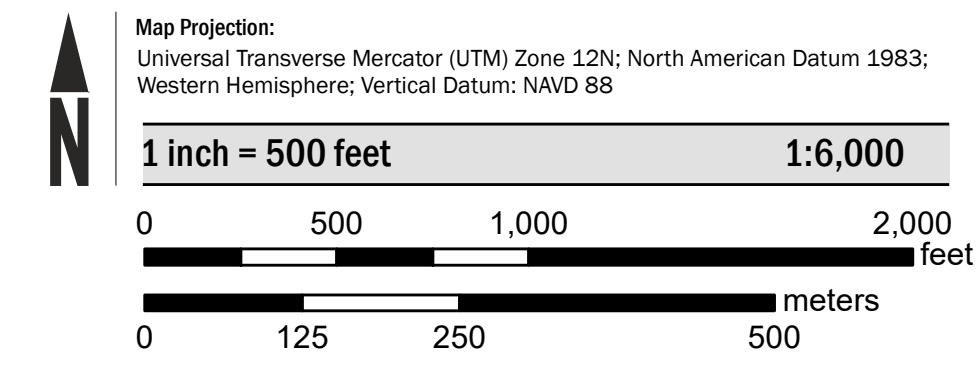 N
Map Projection:
Universal Transverse Mercator (UTM) Zone 12N; North American Datum 1983;
Western Hemisphere; Vertical Datum: NAVD 88
1 inch = 500 feet 1:6,000
0 500 1,000 2,000
feet
meters
0 125 250 500